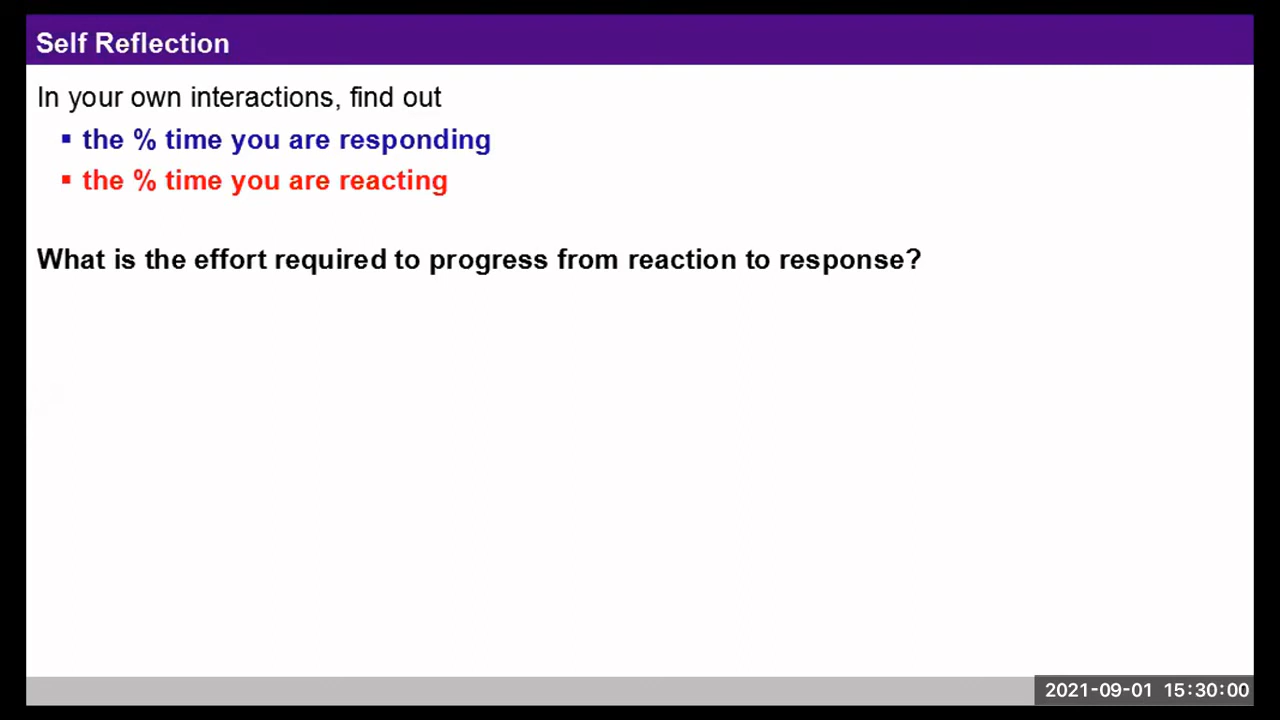 Self Reflection
In your own interactions, find out
▪ the % time you are responding
▪ the % time you are reacting
What is the effort required to progress from reaction to response?
2021-09-01 15:30:00